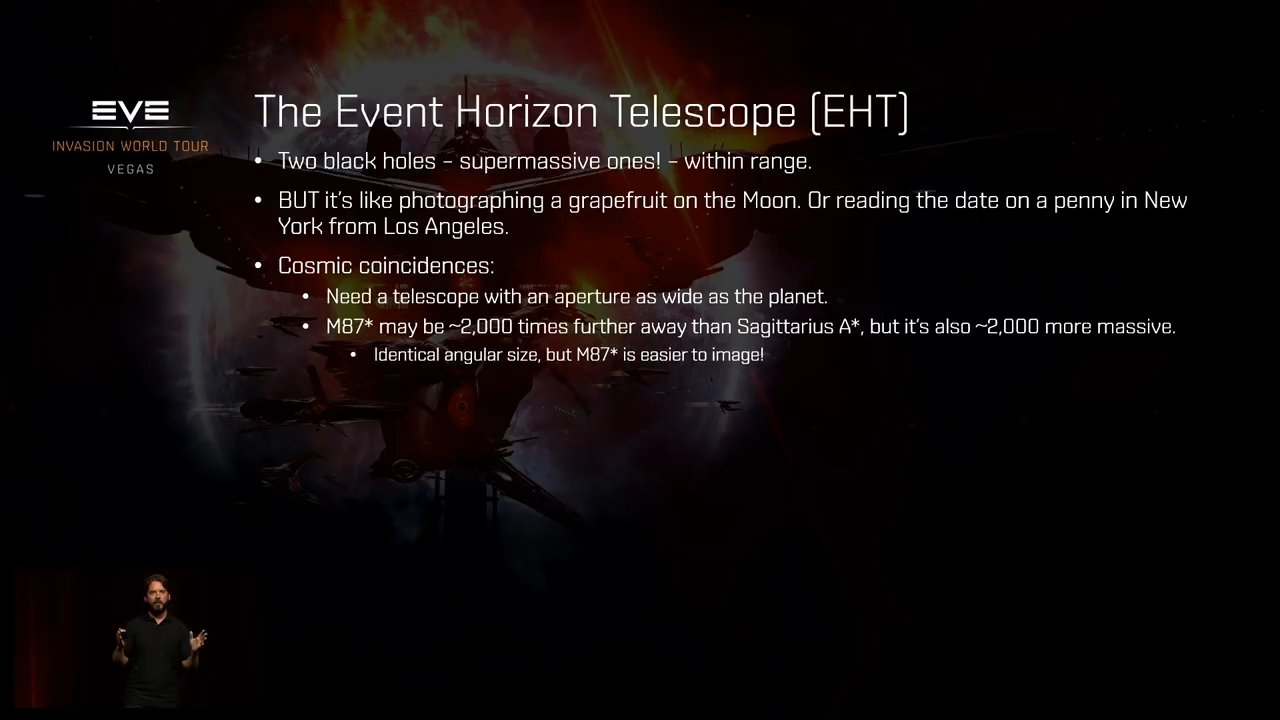 EVE
INVASION WORLD TOUR
VEGAS
The Event Horizon Telescope (EHT)
• Two black holes – supermassive ones! – within range.
• BUT it's like photographing a grapefruit on the Moon. Or reading the date on a penny in New
York from Los Angeles.
• Cosmic coincidences:
• Need a telescope with an aperture as wide as the planet.
• M87* may be ~2,000 times further away than Sagittarius A*, but it's also ~2,000 more massive.
• Identical angular size, but M87* is easier to image!